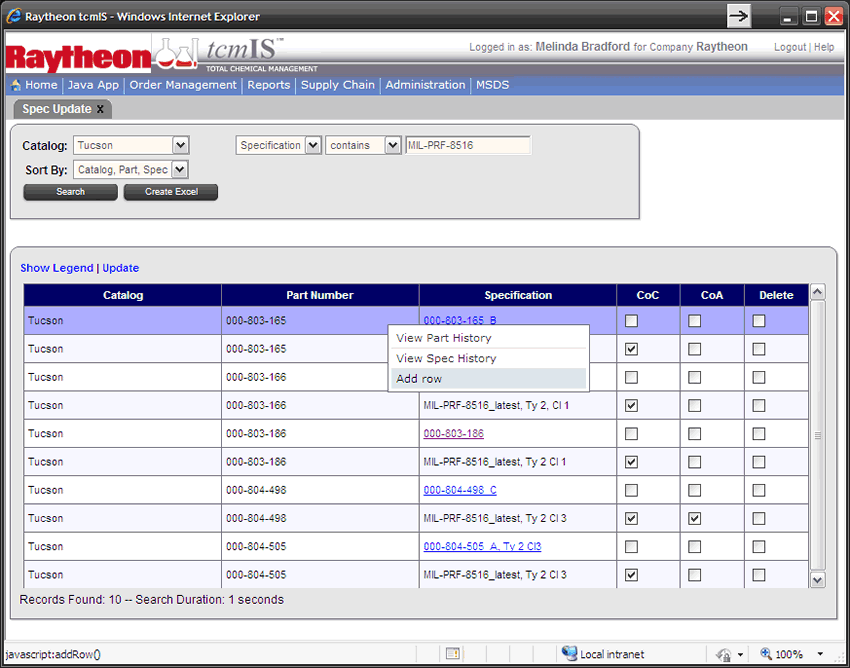 Raytheon tcmIS - Windows Internet Explorer
Raytheon tcmIS™
TOTAL CHEMICAL MANAGEMENT
Logged in as: Melinda Bradford for Company Raytheon Logout | Help
Home | Java App | Order Management | Reports | Supply Chain | Administration | MSDS
Spec Update x
Catalog: Tucson Specification contains MIL-PRF-8516
Sort By: Catalog, Part, Spec
Search Create Excel
Show Legend | Update
Catalog Part Number Specification CoC CoA Delete
Tucson 000-803-165 000-803-165_B
Tucson 000-803-165
Tucson 000-803-166
Tucson 000-803-166 MIL-PRF-8516_latest, Ty 2, Cl 1
Tucson 000-803-186 000-803-186
Tucson 000-803-186 MIL-PRF-8516_latest, Ty 2 Cl 1
Tucson 000-804-498 000-804-498_C
Tucson 000-804-498 MIL-PRF-8516_latest, Ty 2 Cl 3
Tucson 000-804-505 000-804-505_A, Ty 2 Cl3
Tucson 000-804-505 MIL-PRF-8516_latest, Ty 2 Cl 3
View Part History
View Spec History
Add row
Records Found: 10 -- Search Duration: 1 seconds
javascript:addRow() Local intranet 100%